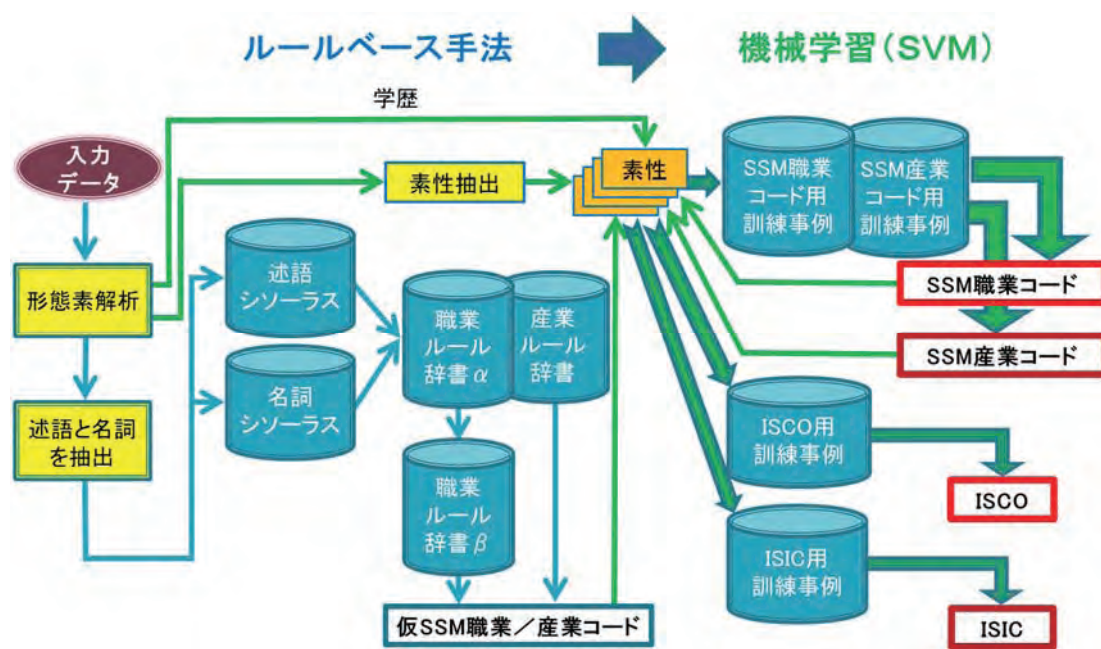 ルールベース手法
機械学習(SVM)
学歴
入力
データ
素性抽出
素性
SSM職業
コード用
訓練事例
SSM産業
コード用
訓練事例
形態素解析
述語
シソーラス
職業
ルール
辞書α
産業
ルール
辞書
SSM職業コード
SSM産業コード
名詞
シソーラス
述語と名詞
を抽出
職業
ルール
辞書β
ISCO用
訓練事例
ISCO
ISIC用
訓練事例
仮SSM職業／産業コード
ISIC